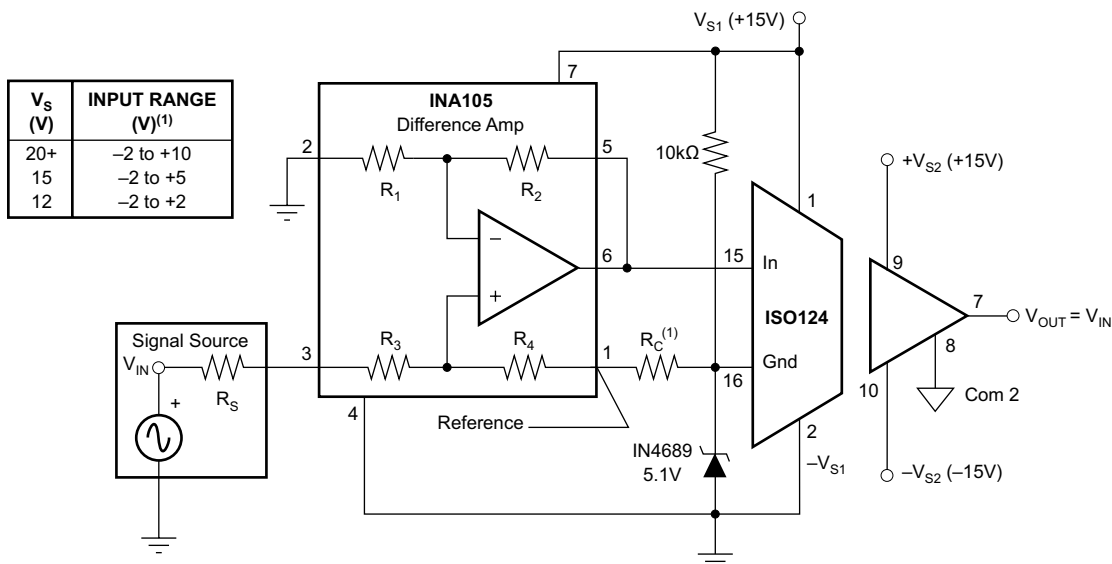 V_S1 (+15V)
V_S (V)
INPUT RANGE (V)^(1)
20+ –2 to +10
15 –2 to +5
12 –2 to +2
7
INA105
Difference Amp
2
5
R_1
R_2
10kΩ
+V_S2 (+15V)
1
–
+
6
15
In
9
ISO124
7
V_OUT = V_IN
8
Signal Source
V_IN
R_S
+
3
R_3
R_4
1
R_C^(1)
Gnd
16
10
Com 2
4
Reference
2
–V_S1
IN4689
5.1V
–V_S2 (–15V)